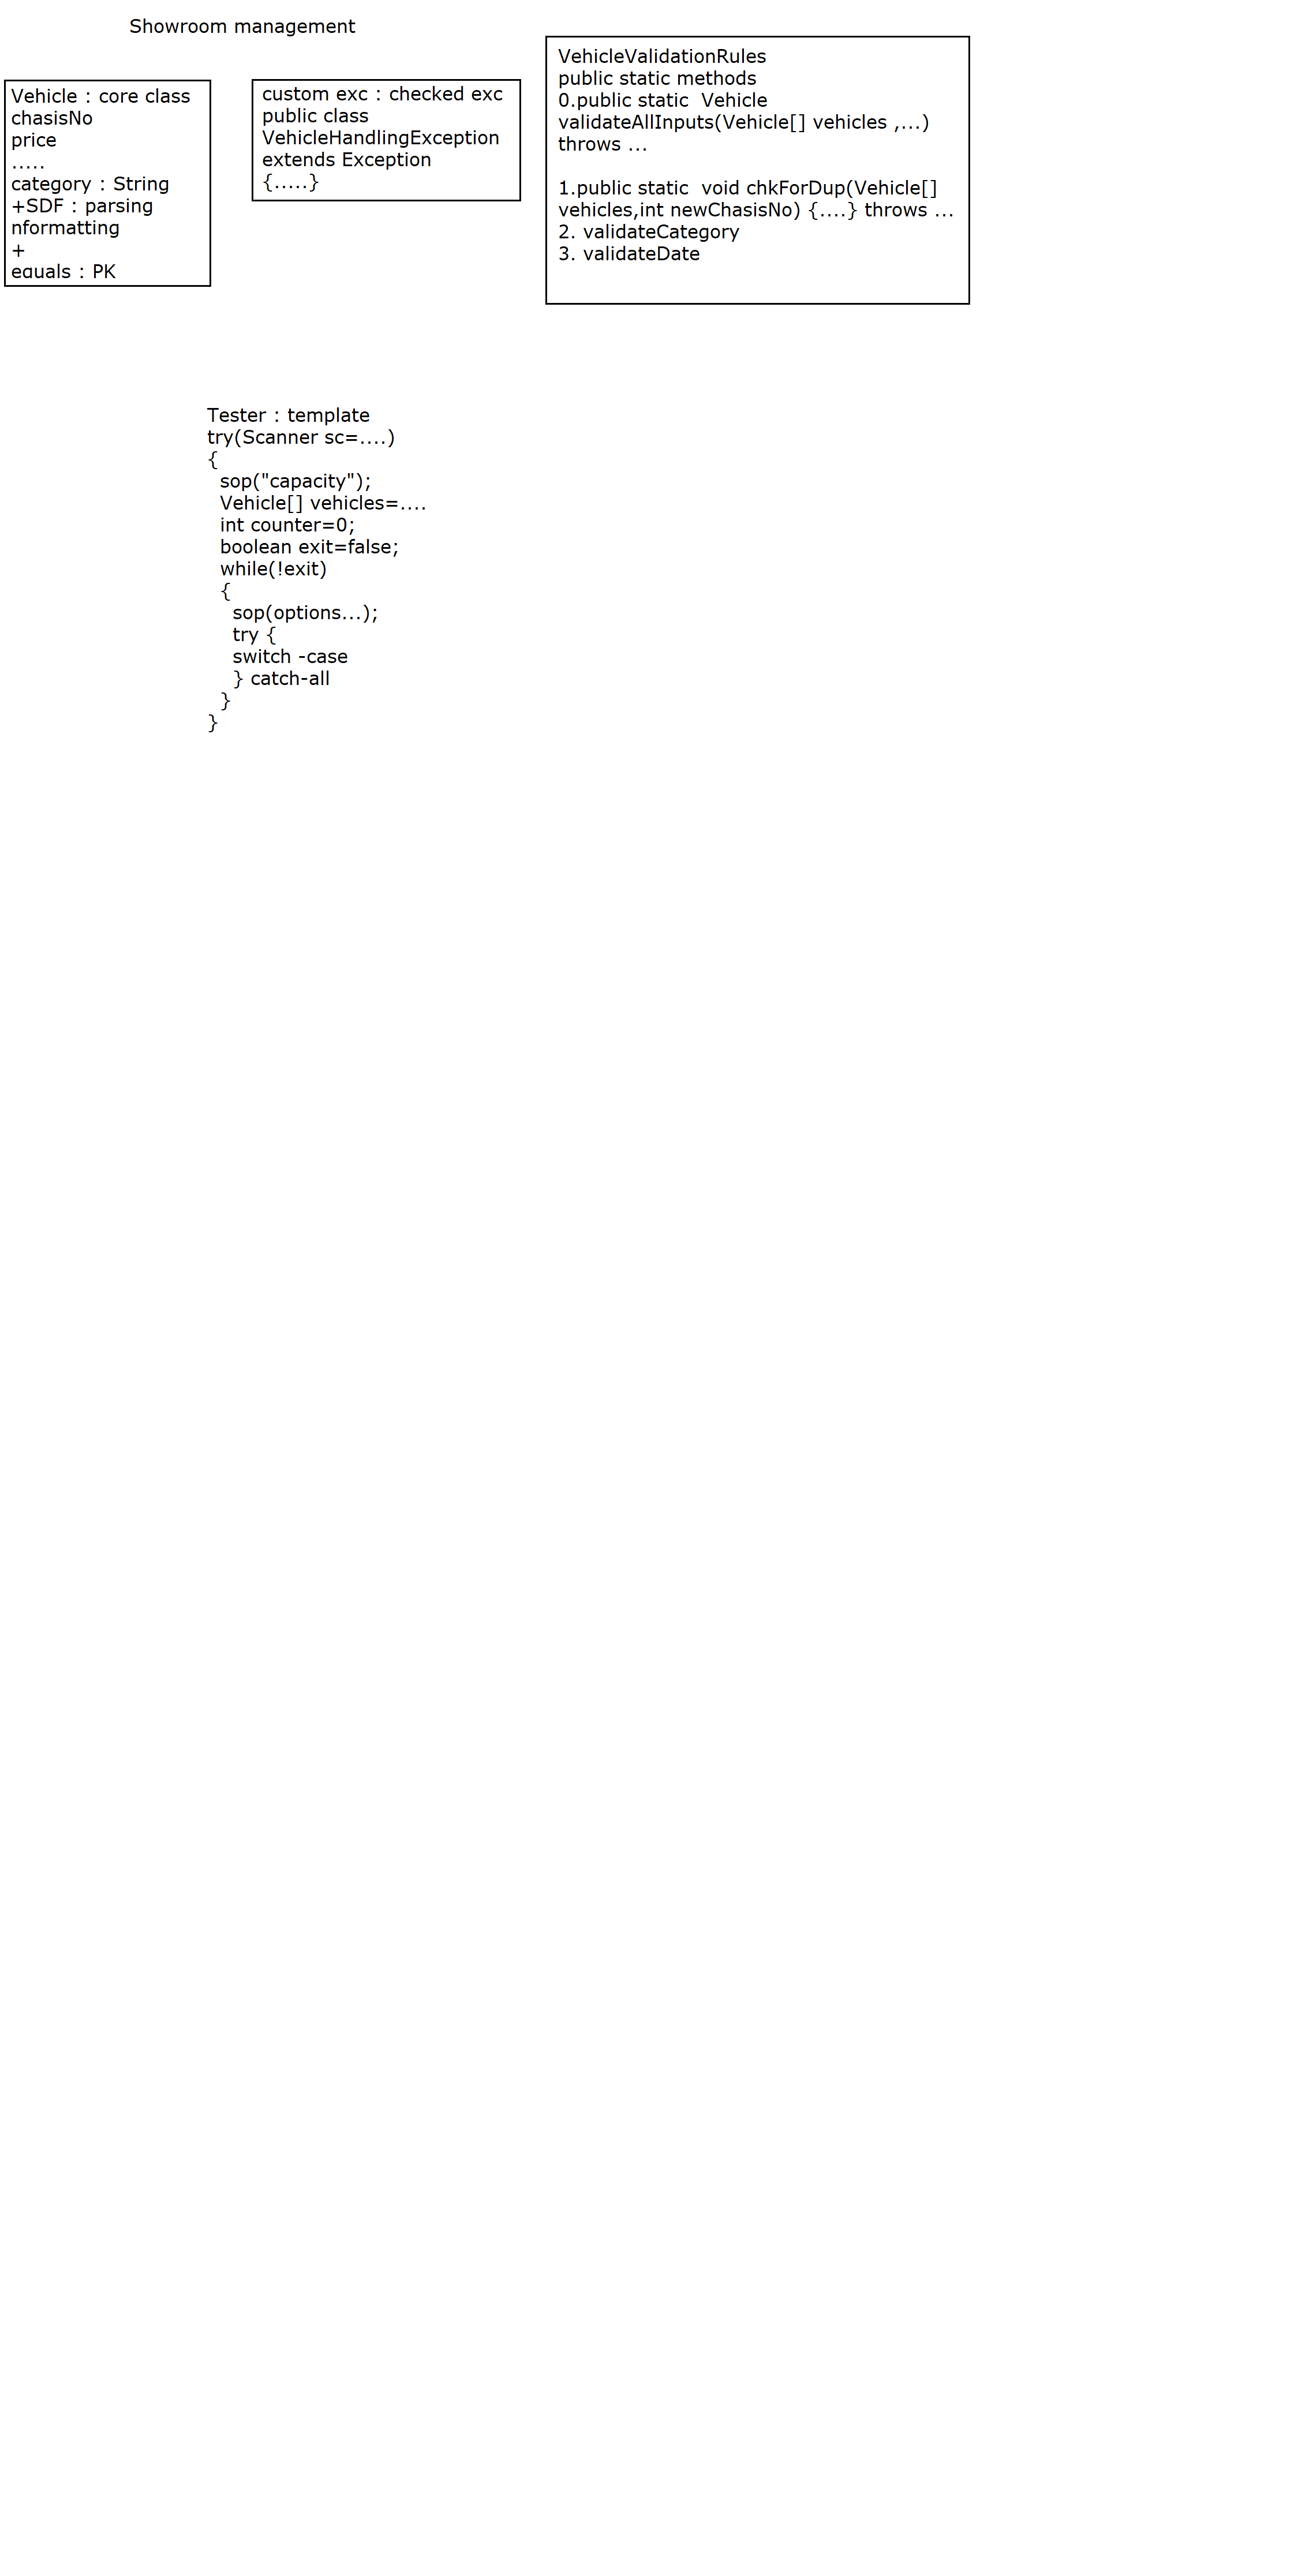 Showroom management
Vehicle : core class
chasisNo
price
.....
category : String
+SDF : parsing
nformatting
+
equals : PK
custom exc : checked exc
public class
VehicleHandlingException
extends Exception
{.....}
VehicleValidationRules
public static methods
0.public static  Vehicle
validateAllInputs(Vehicle[] vehicles ,...)
throws ...
1.public static  void chkForDup(Vehicle[]
vehicles,int newChasisNo) {....} throws ...
2. validateCategory
3. validateDate
Tester : template
try(Scanner sc=....)
{
sop("capacity");
Vehicle[] vehicles=....
int counter=0;
boolean exit=false;
while(!exit)
{
sop(options...);
try {
switch -case
} catch-all
}
}